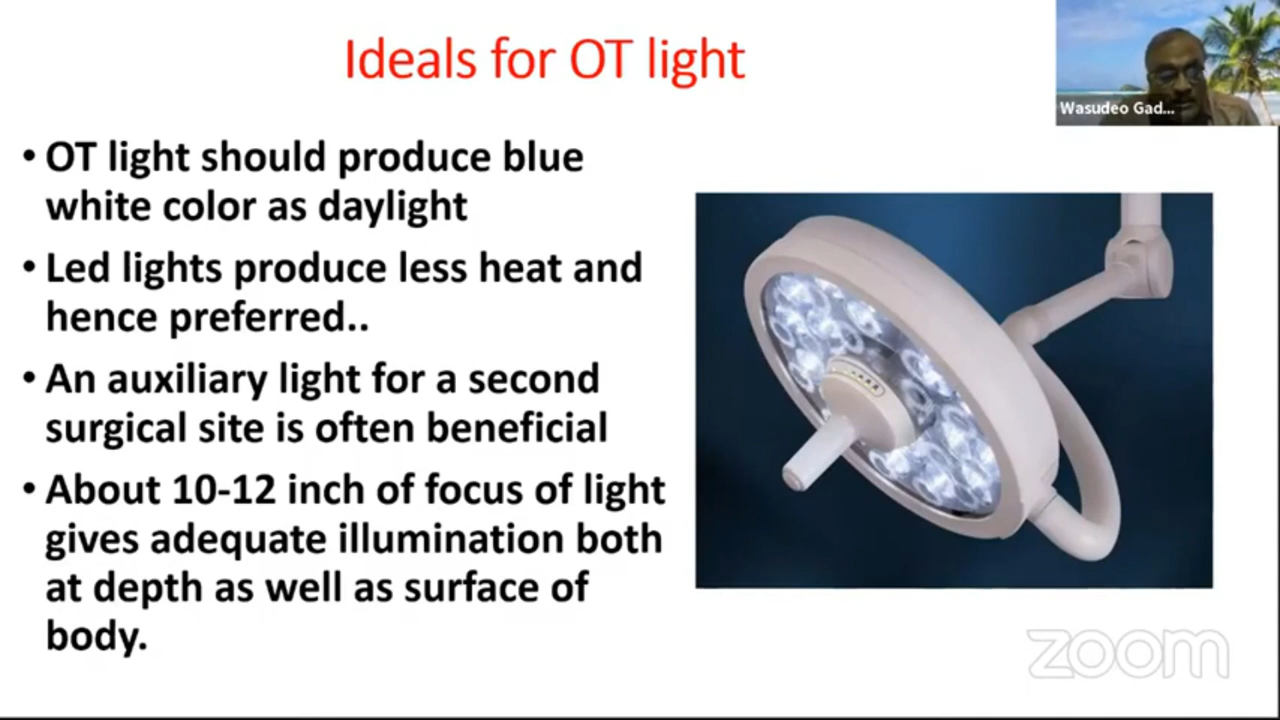 Ideals for OT light
Wasudeo Gad...
• OT light should produce blue
white color as daylight
• Led lights produce less heat and
hence preferred..
• An auxiliary light for a second
surgical site is often beneficial
• About 10-12 inch of focus of light
gives adequate illumination both
at depth as well as surface of
body.
zoom